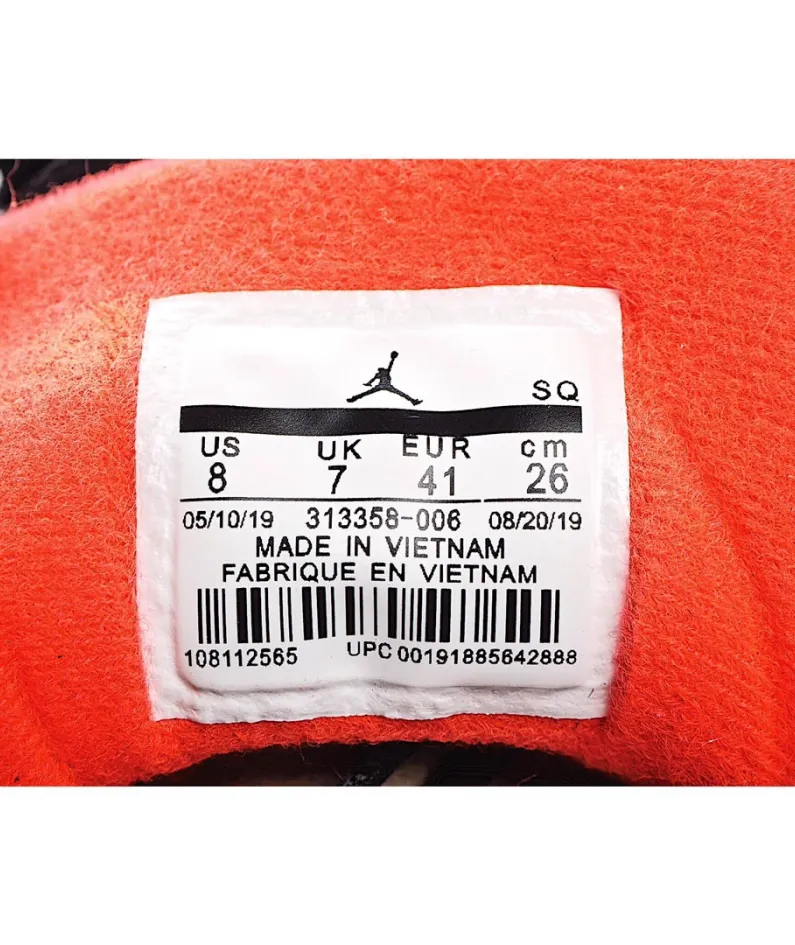 SQ
US UK EUR cm
8 7 41 26
05/10/19 313358-006 08/20/19
MADE IN VIETNAM
FABRIQUE EN VIETNAM
108112565 UPC 00191885642888